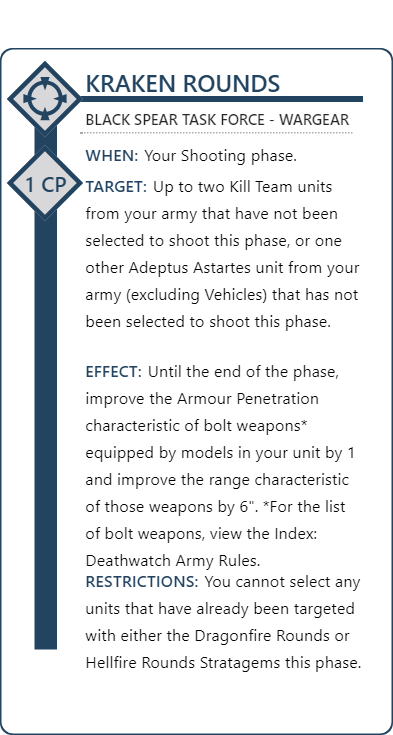 KRAKEN ROUNDS
BLACK SPEAR TASK FORCE - WARGEAR
WHEN: Your Shooting phase.
1 CP
TARGET: Up to two Kill Team units
from your army that have not been
selected to shoot this phase, or one
other Adeptus Astartes unit from your
army (excluding Vehicles) that has not
been selected to shoot this phase.
EFFECT: Until the end of the phase,
improve the Armour Penetration
characteristic of bolt weapons*
equipped by models in your unit by 1
and improve the range characteristic
of those weapons by 6". *For the list
of bolt weapons, view the Index:
Deathwatch Army Rules.
RESTRICTIONS: You cannot select any
units that have already been targeted
with either the Dragonfire Rounds or
Hellfire Rounds Stratagems this phase.